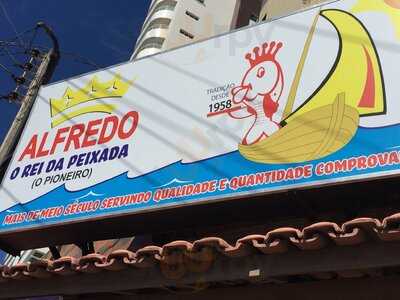 ALFREDO
O REI DA PEIXADA
(O PIONEIRO)
TRADIÇÃO
DESDE
1958
MAIS DE MEIO SÉCULO SERVINDO QUALIDADE E QUANTIDADE COMPROVA